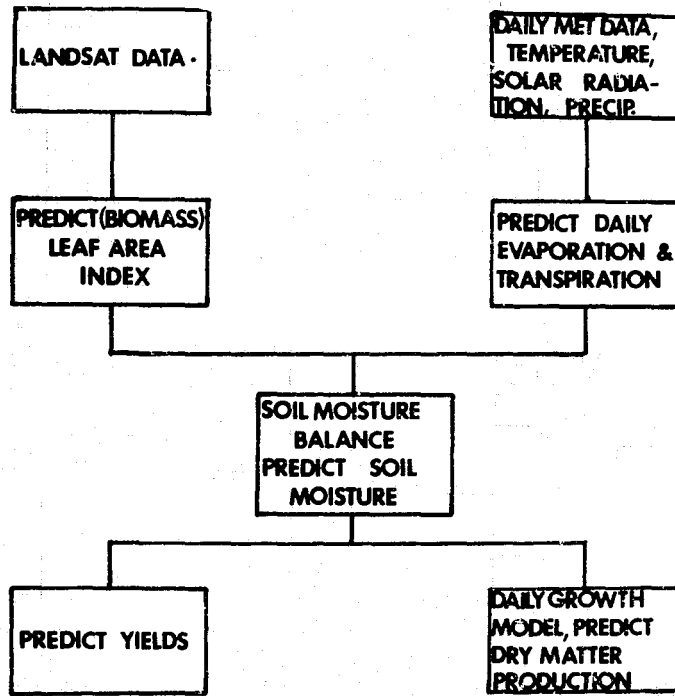 LANDSAT DATA.
DAILY MET DATA,
TEMPERATURE,
SOLAR RADIA-
TION, PRECIP.
PREDICT (BIOMASS)
LEAF AREA
INDEX
PREDICT DAILY
EVAPORATION &
TRANSPIRATION
SOIL MOISTURE
BALANCE
PREDICT SOIL
MOISTURE
PREDICT YIELDS
DAILY GROWTH
MODEL, PREDICT
DRY MATTER
PRODUCTION